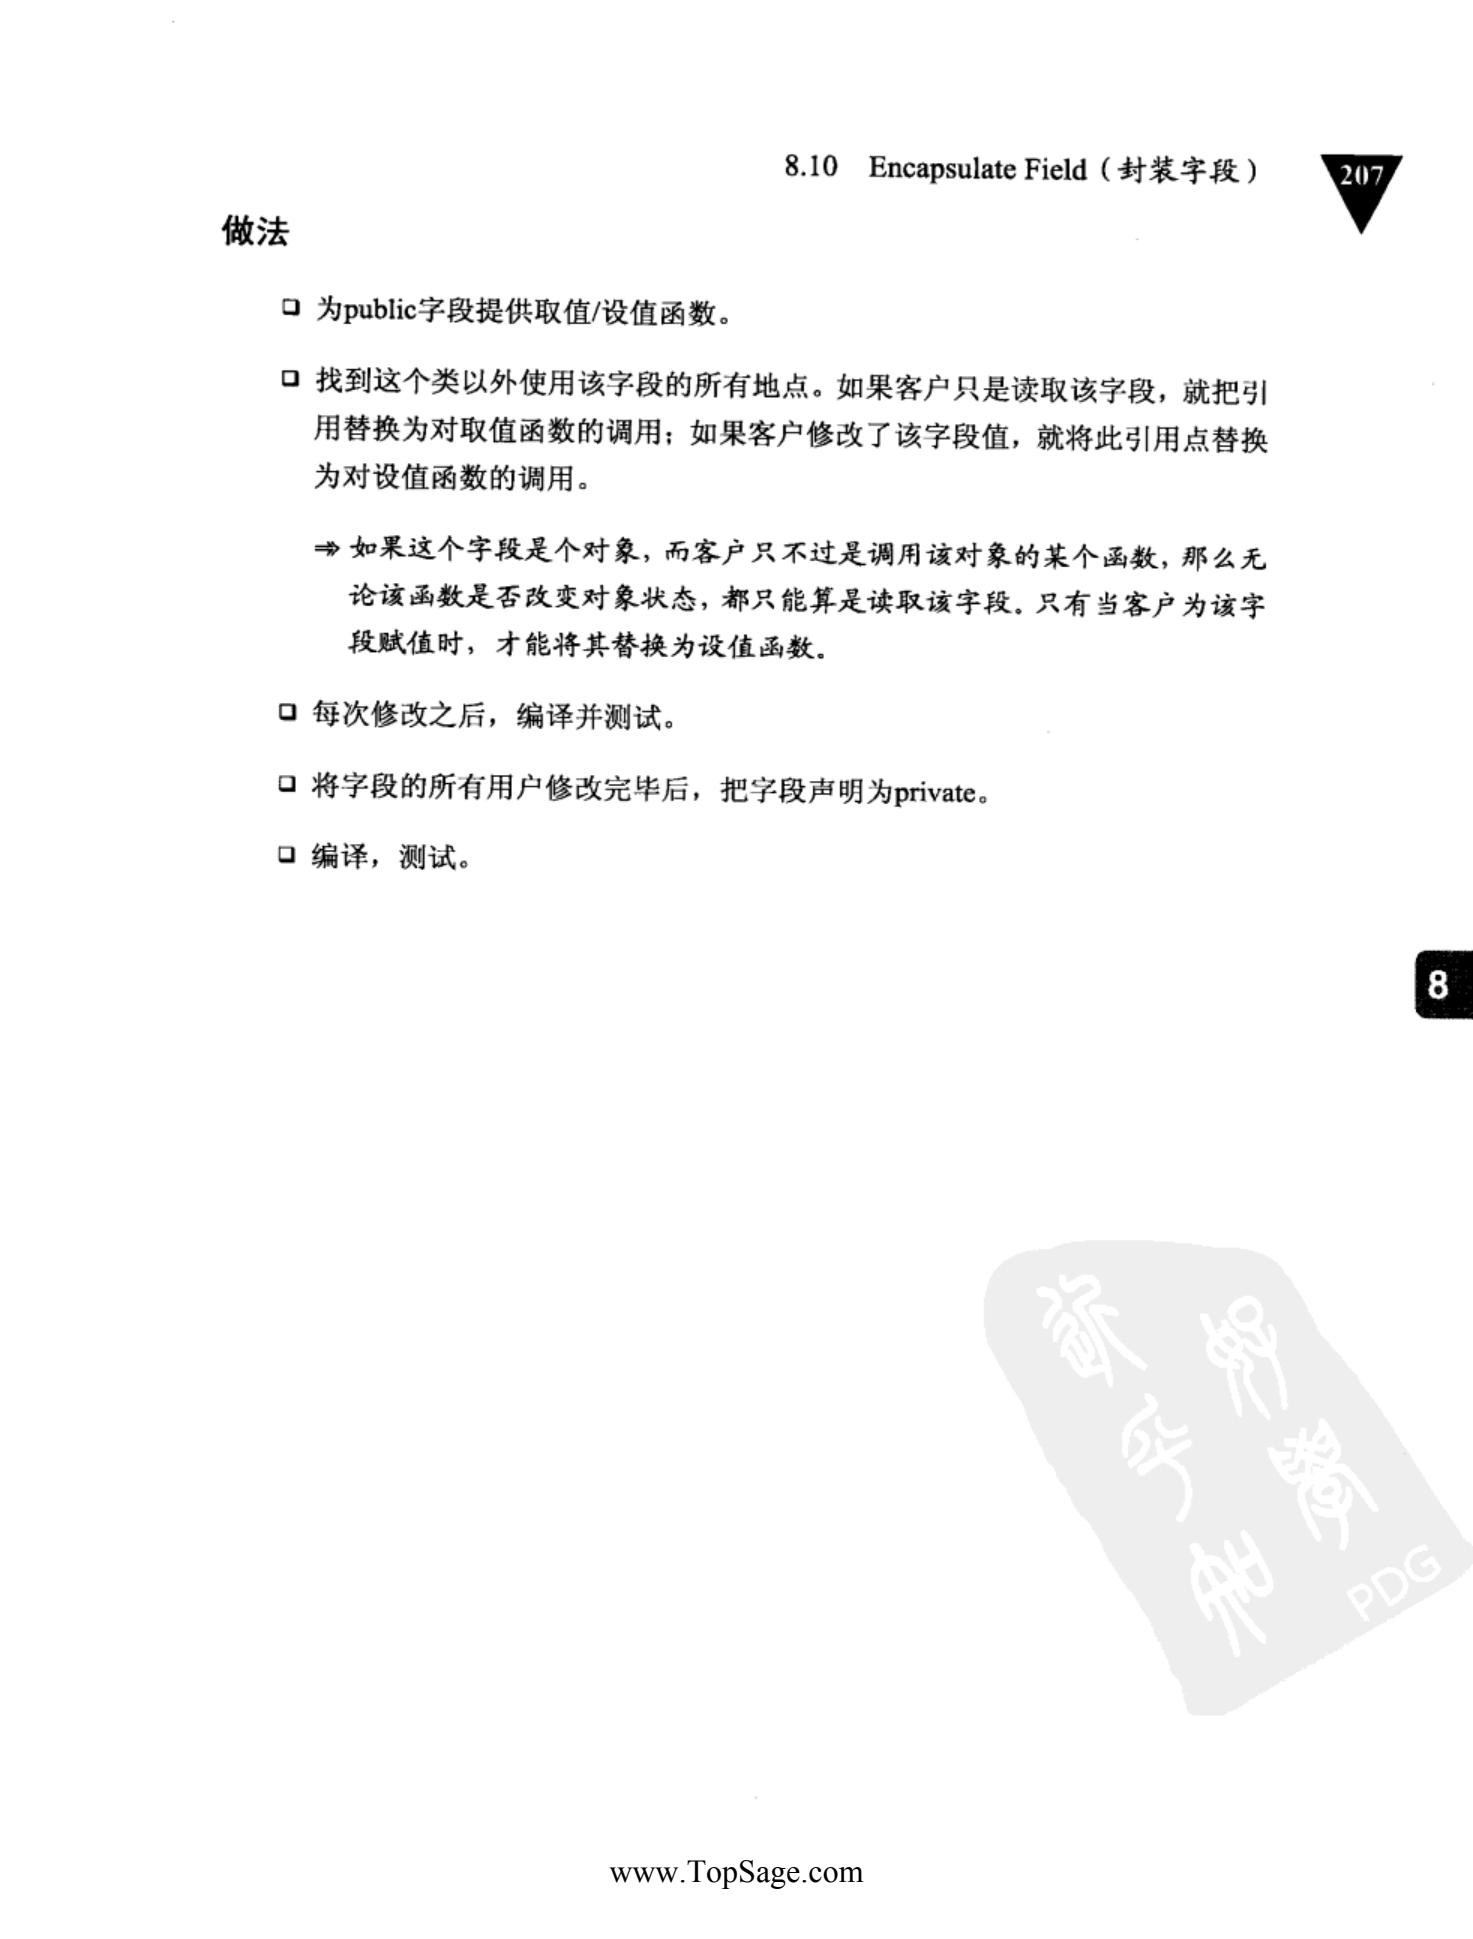 8.10 Encapsulate Field（封装字段）
207
做法
❑ 为public字段提供取值/设值函数。
❑ 找到这个类以外使用该字段的所有地点。如果客户只是读取该字段，就把引
用替换为对取值函数的调用；如果客户修改了该字段值，就将此引用点替换
为对设值函数的调用。
⇒ 如果这个字段是个对象，而客户只不过是调用该对象的某个函数，那么无
论该函数是否改变对象状态，都只能算是读取该字段。只有当客户为该字
段赋值时，才能将其替换为设值函数。
❑ 每次修改之后，编译并测试。
❑ 将字段的所有用户修改完毕后，把字段声明为private。
❑ 编译，测试。
8
PDG
www.TopSage.com